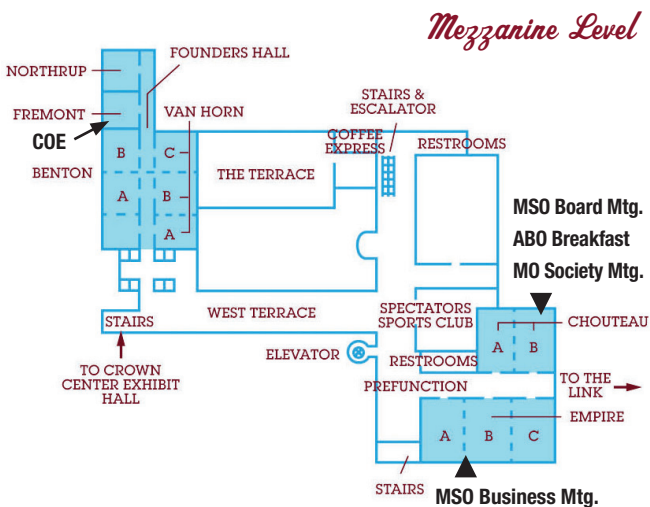 Mezzanine Level
FOUNDERS HALL
NORTHRUP
STAIRS &
ESCALATOR
VAN HORN
FREMONT
COE
COFFEE
EXPRESS
RESTROOMS
B
C
BENTON
THE TERRACE
A
B
A
MSO Board Mtg.
ABO Breakfast
MO Society Mtg.
WEST TERRACE
SPECTATORS
SPORTS CLUB
STAIRS
CHOUTEAU
A
B
ELEVATOR
RESTROOMS
TO CROWN
CENTER EXHIBIT
HALL
PREFUNCTION
TO THE
LINK
EMPIRE
A
B
C
STAIRS
MSO Business Mtg.